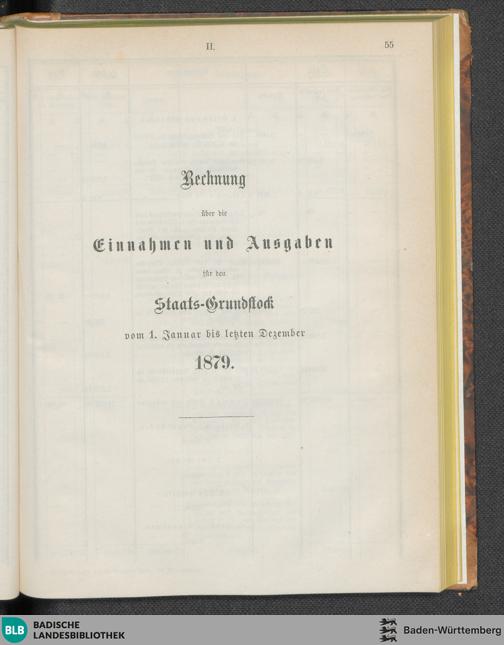 II.
55
Rechnung
über die
Einnahmen und Ausgaben
für den
Staats-Grundstock
vom 1. Januar bis letzten Dezember
1879.
BLB
BADISCHE
LANDESBIBLIOTHEK
Baden-Württemberg